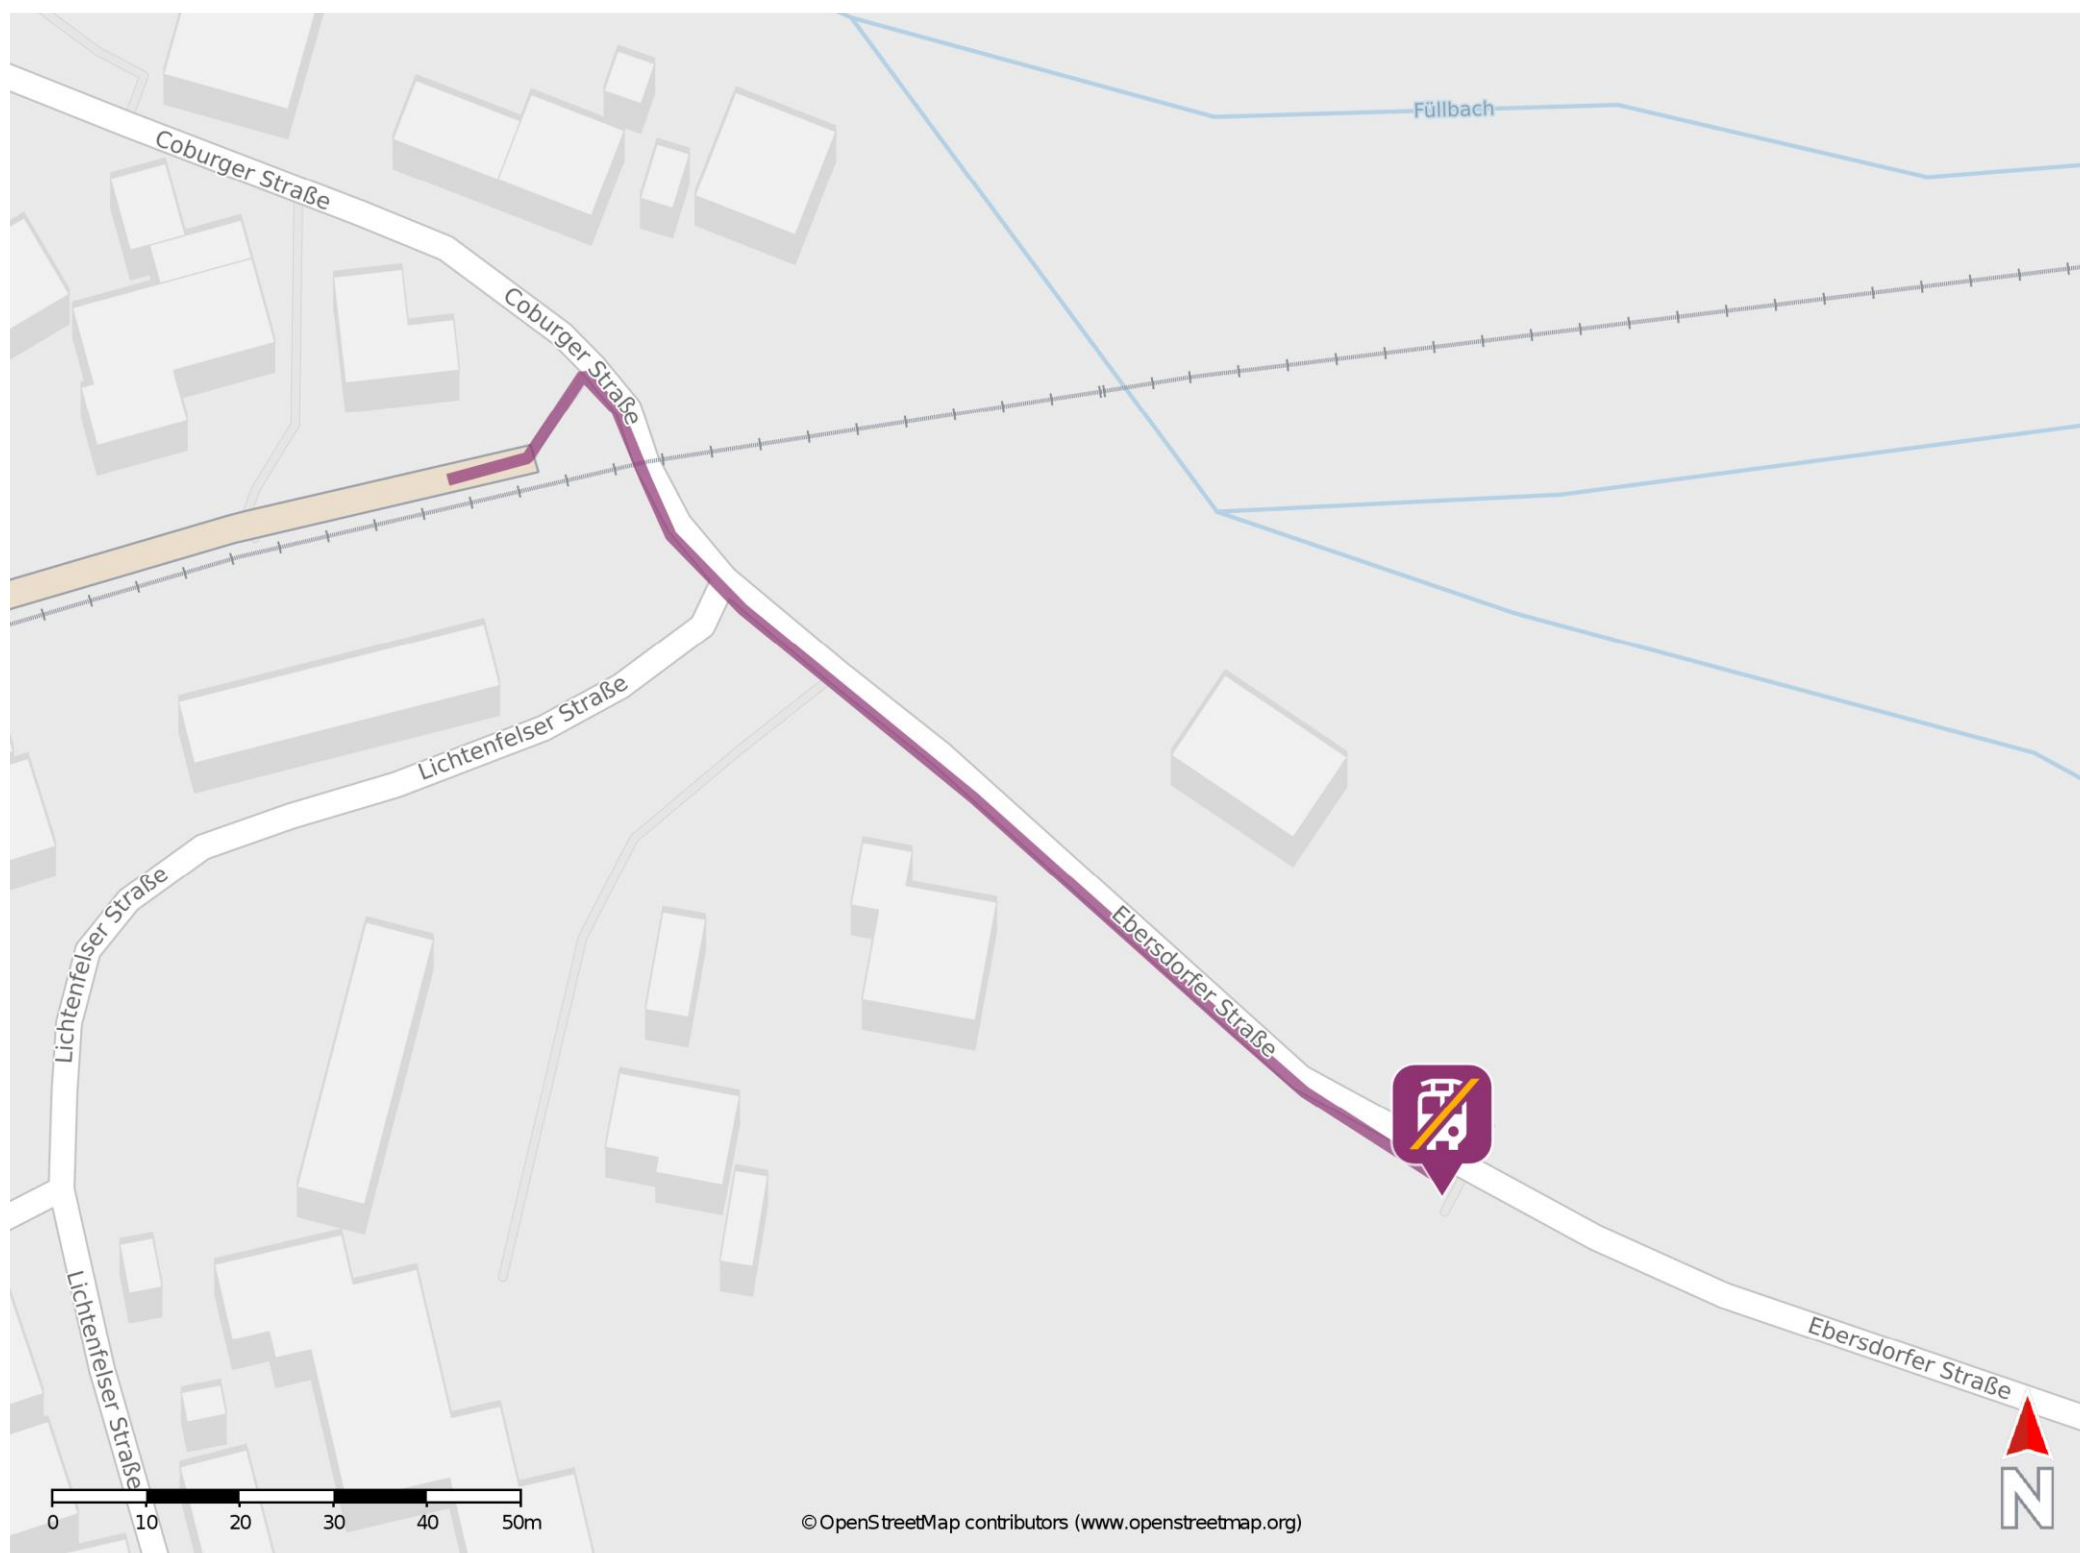 Füllbach
Coburger Straße
Coburger Straße
Lichtenfelser Straße
Lichtenfelser Straße
Ebersdorfer Straße
Lichtenfelser Straße
Ebersdorfer Straße
N
0 10 20 30 40 50m
© OpenStreetMap contributors (www.openstreetmap.org)